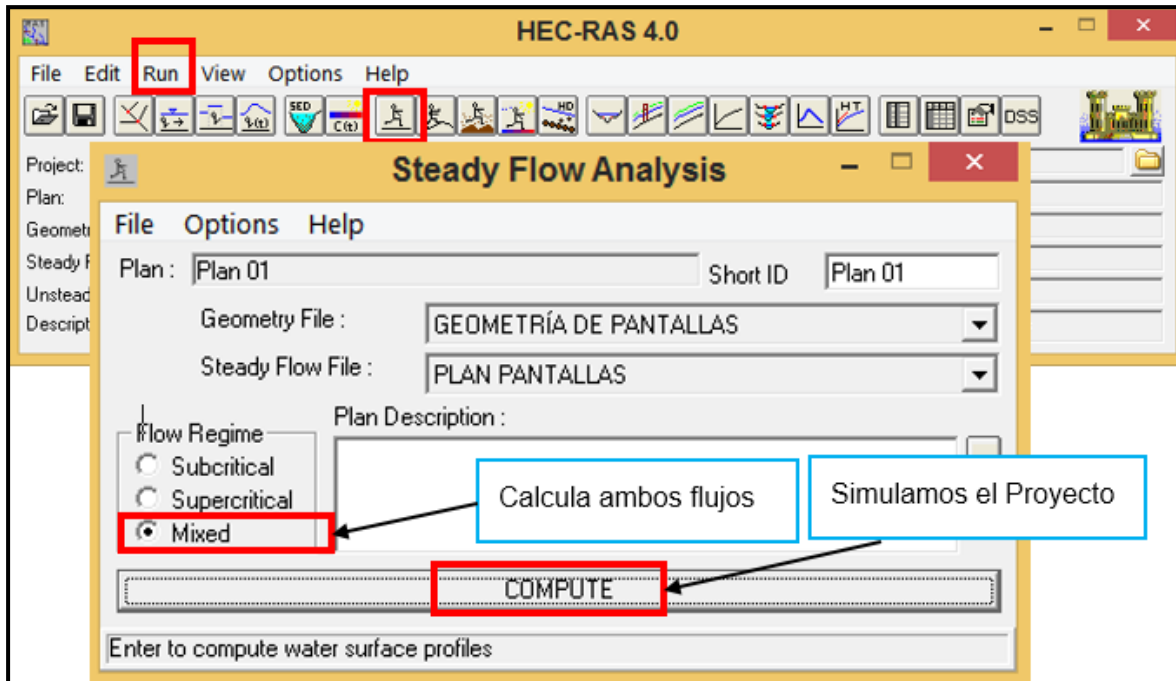 HEC-RAS 4.0
File Edit Run View Options Help
SED
C(t)
HD
HT
DSS
Project:
Plan:
Geomet
Steady F
Unstead
Descript
Steady Flow Analysis
File Options Help
Plan : Plan 01 Short ID Plan 01
Geometry File : GEOMETRÍA DE PANTALLAS
Steady Flow File : PLAN PANTALLAS
Flow Regime
Plan Description :
Subcritical
Supercritical
Mixed
Calcula ambos flujos
Simulamos el Proyecto
COMPUTE
Enter to compute water surface profiles